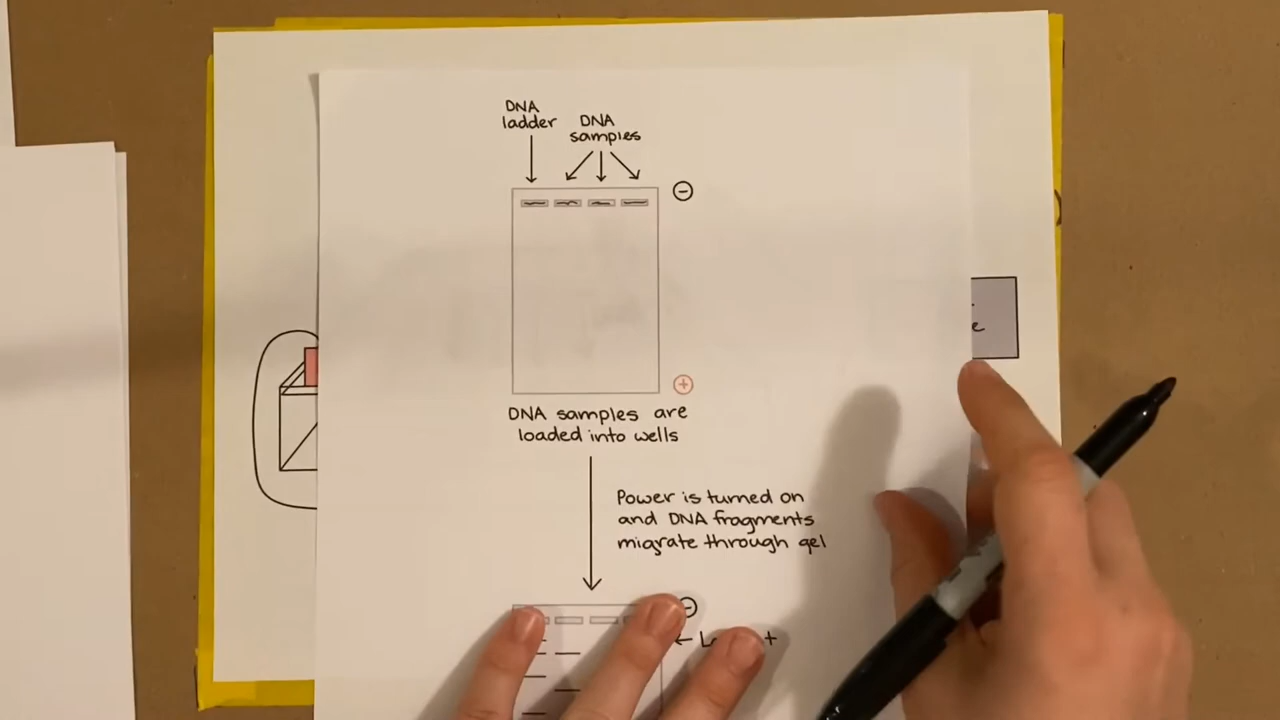 DNA
ladder
DNA
samples
−
+
DNA samples are
loaded into wells
Power is turned on
and DNA fragments
migrate through gel
−